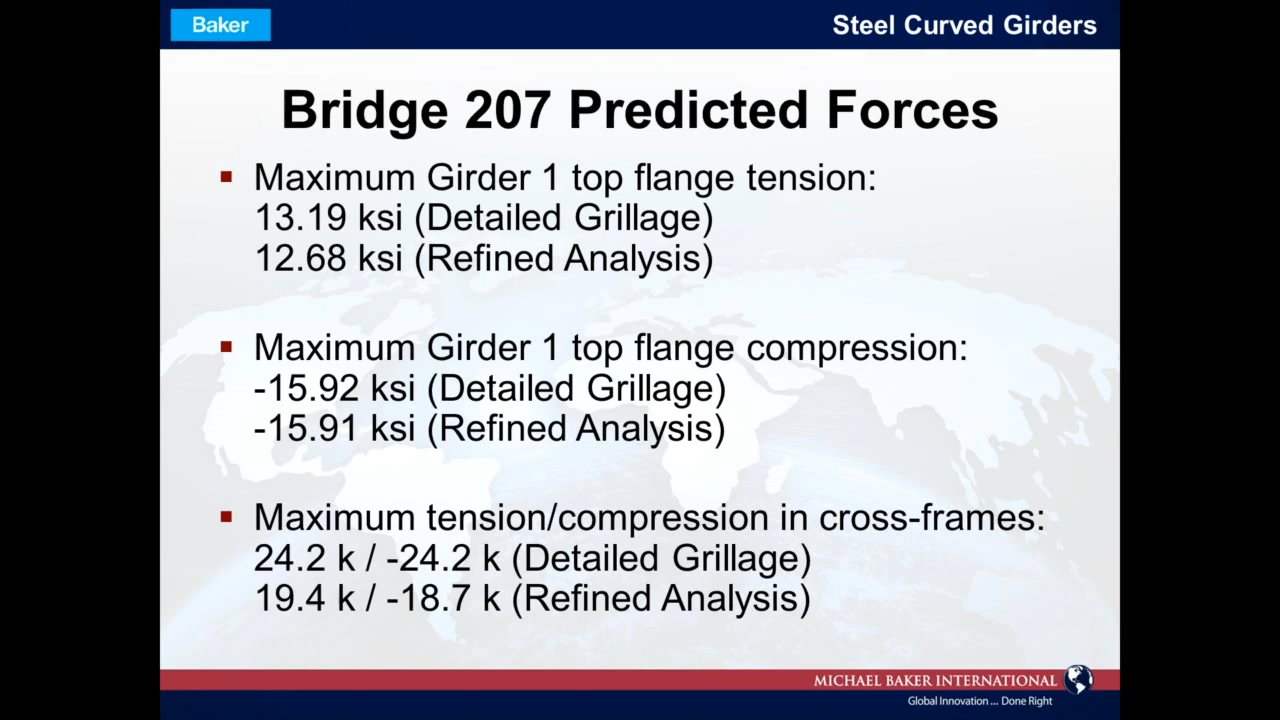 Baker
Steel Curved Girders
Bridge 207 Predicted Forces
▪ Maximum Girder 1 top flange tension:
13.19 ksi (Detailed Grillage)
12.68 ksi (Refined Analysis)
▪ Maximum Girder 1 top flange compression:
-15.92 ksi (Detailed Grillage)
-15.91 ksi (Refined Analysis)
▪ Maximum tension/compression in cross-frames:
24.2 k / -24.2 k (Detailed Grillage)
19.4 k / -18.7 k (Refined Analysis)
MICHAEL BAKER INTERNATIONAL
Global Innovation ... Done Right